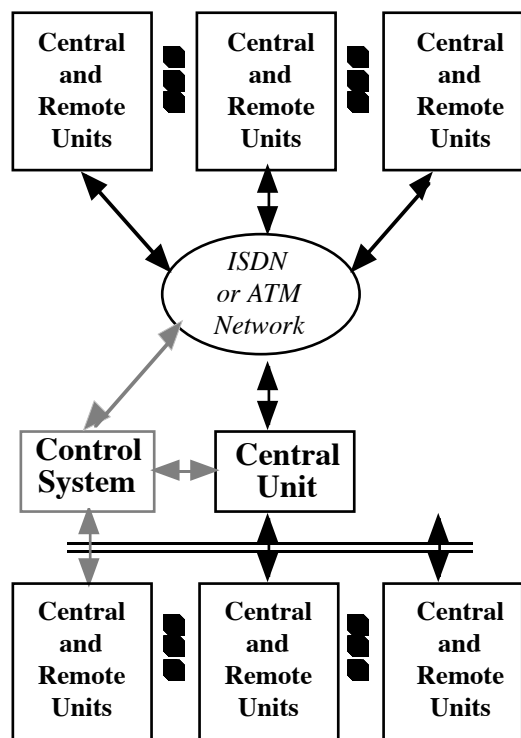 Central
and
Remote
Units
Central
and
Remote
Units
Central
and
Remote
Units
ISDN
or ATM
Network
Control
System
Central
Unit
Central
and
Remote
Units
Central
and
Remote
Units
Central
and
Remote
Units